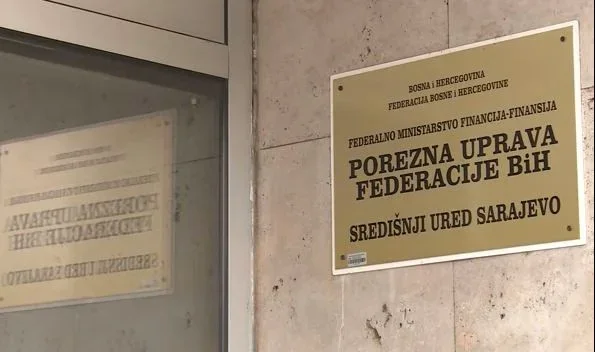 BOSNA i HERCEGOVINA
FEDERACIJA BOSNE i HERCEGOVINE
FEDERALNO MINISTARSTVO FINANCIJA-FINANSIJA
POREZNA UPRAVA
FEDERACIJE BiH
SREDIŠNJI URED SARAJEVO